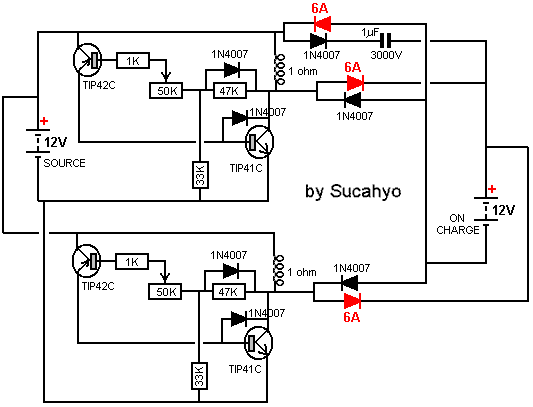 6A
1µF
1N4007
3000V
1N4007
1K
TIP42C
50K
47K
1 ohm
6A
1N4007
1N4007
TIP41C
33K
+
12V
SOURCE
by Sucahyo
+
12V
ON
CHARGE
1K
TIP42C
50K
1N4007
47K
1 ohm
1N4007
6A
1N4007
TIP41C
33K